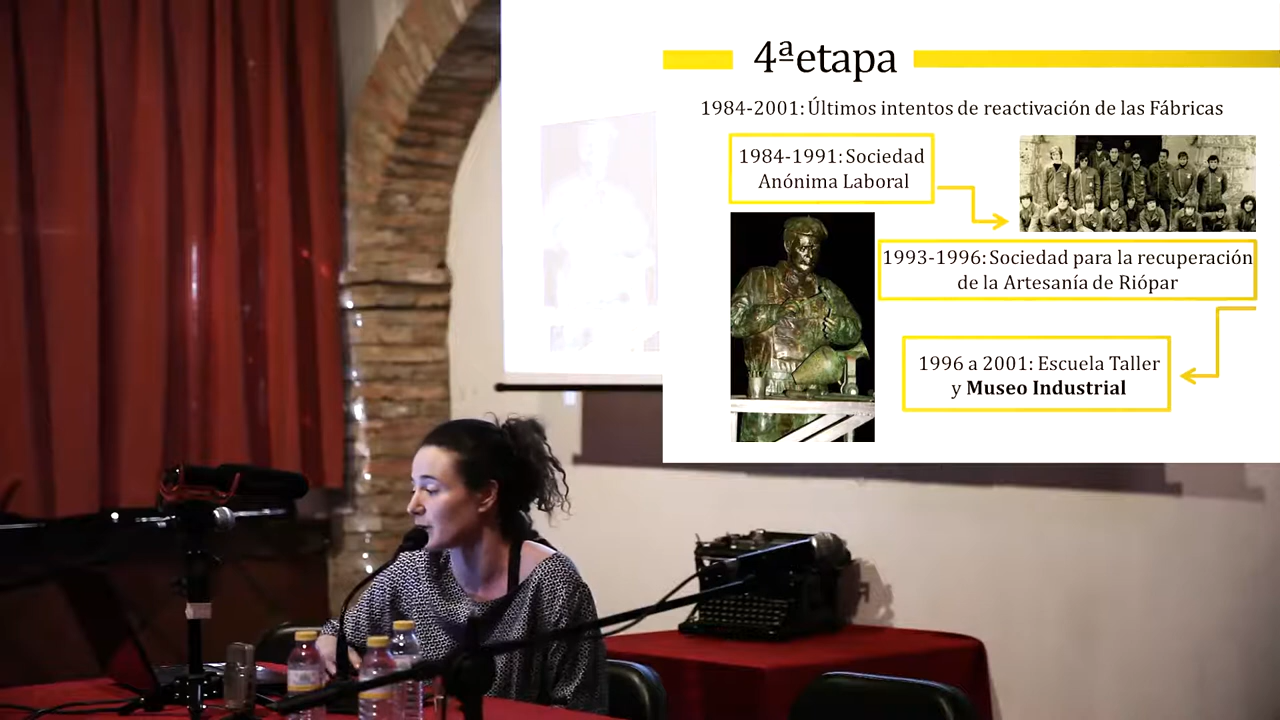 4ªetapa
1984-2001: Últimos intentos de reactivación de las Fábricas
1984-1991: Sociedad
Anónima Laboral
1993-1996: Sociedad para la recuperación
de la Artesanía de Riópar
1996 a 2001: Escuela Taller
y Museo Industrial